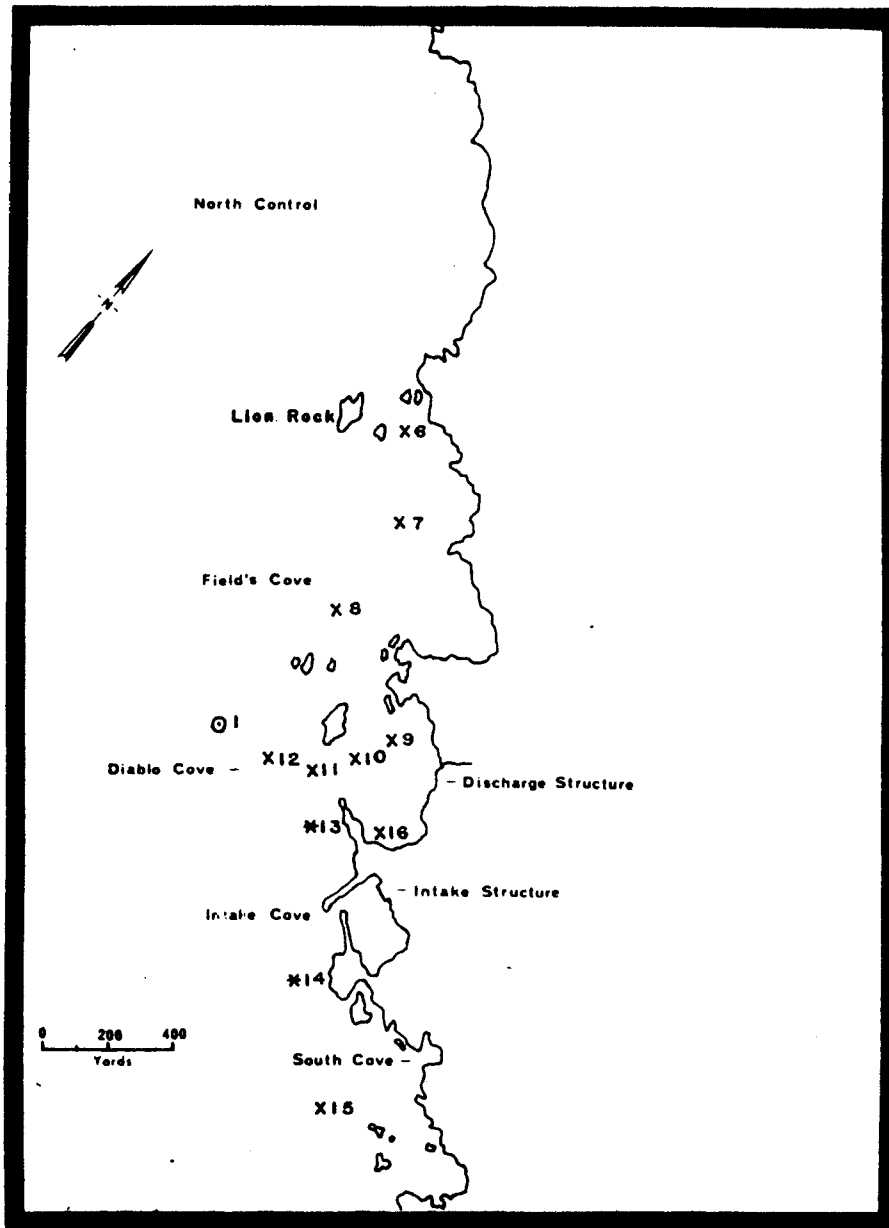 North Control
N
Lion Rock
X6
X7
Field's Cove
X8
1
X9
X12
X10
X11
Diablo Cove –
– Discharge Structure
*13
X16
– Intake Structure
Intake Cove
*14
0 200 400
Yards
South Cove –
X15